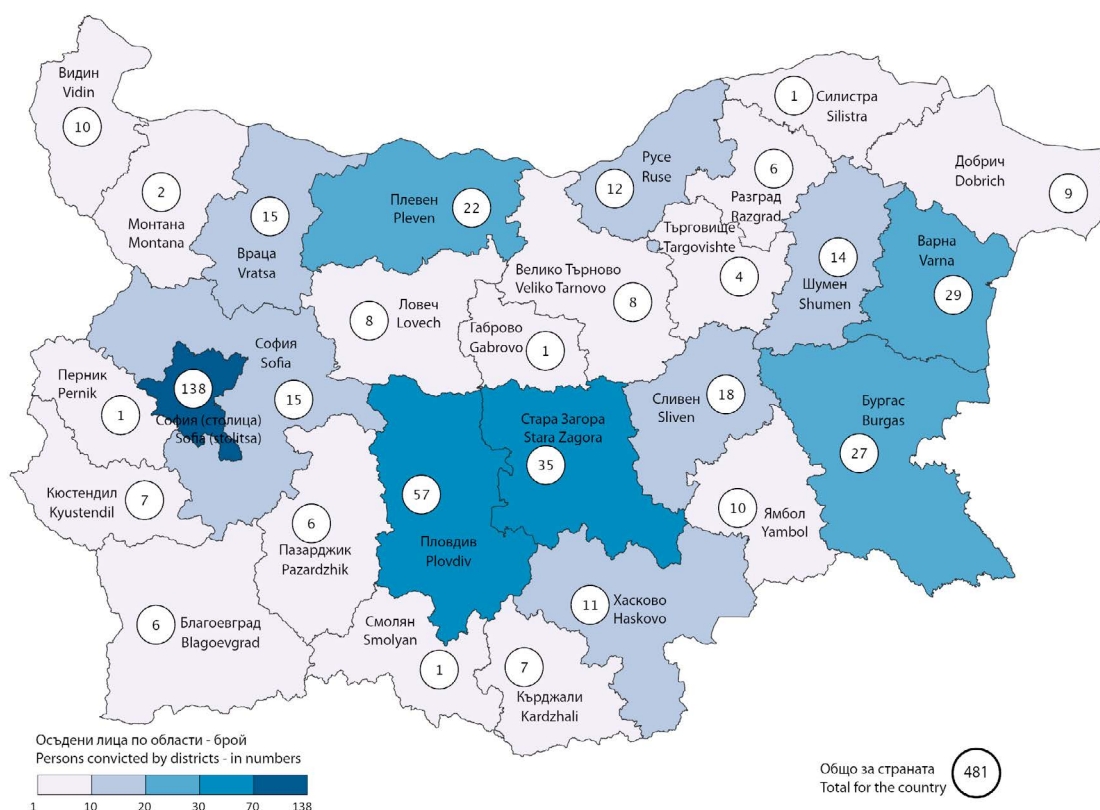 Видин
Vidin
10
2
Монтана
Montana
15
Враца
Vratsa
Плевен
Pleven
22
Русе
Ruse
12
1
Силистра
Silistra
6
Разград
Razgrad
Добрич
Dobrich
9
Търговище
Targovishte
4
14
Шумен
Shumen
Варна
Varna
29
Велико Търново
Veliko Tarnovo
8
Ловеч
Lovech
8
Габрово
Gabrovo
1
София
Sofia
15
138
София (столица)
Sofia (stolitsa)
Перник
Pernik
1
Кюстендил
Kyustendil
7
6
Пазарджик
Pazardzhik
57
Пловдив
Plovdiv
Стара Загора
Stara Zagora
35
Сливен
Sliven
18
Бургас
Burgas
27
10
Ямбол
Yambol
11
Хасково
Haskovo
6
Благоевград
Blagoevgrad
Смолян
Smolyan
1
7
Кърджали
Kardzhali
Осъдени лица по области - брой
Persons convicted by districts - in numbers
1 10 20 30 70 138
Общо за страната
Total for the country
481